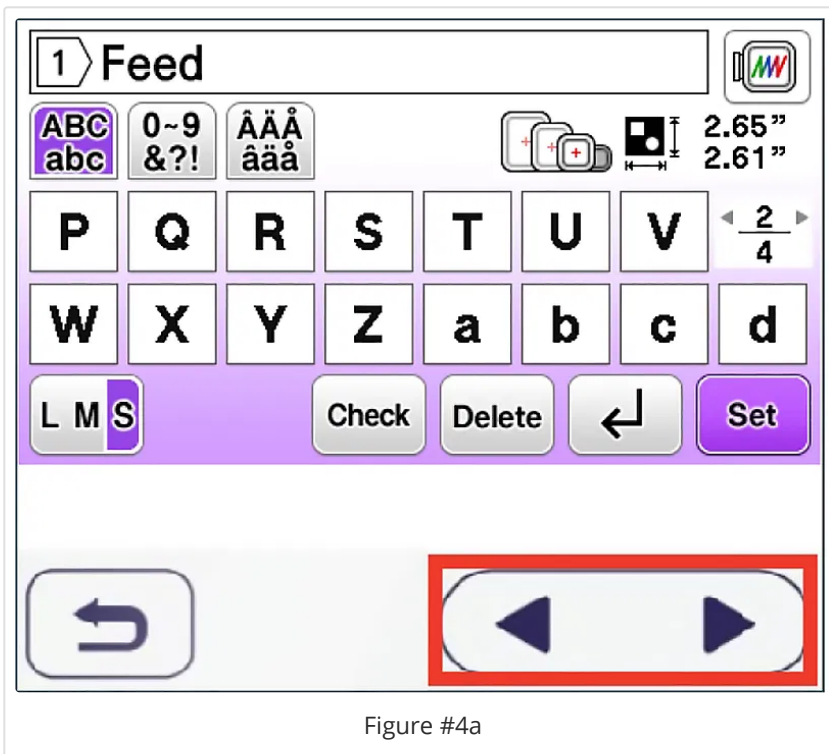 1 Feed
ABC 0~9 ÂÄÅ
abc &?! âäå
2.65”
2.61”
P Q R S T U V 2
4
W X Y Z a b c d
L M S Check Delete Set
Figure #4a